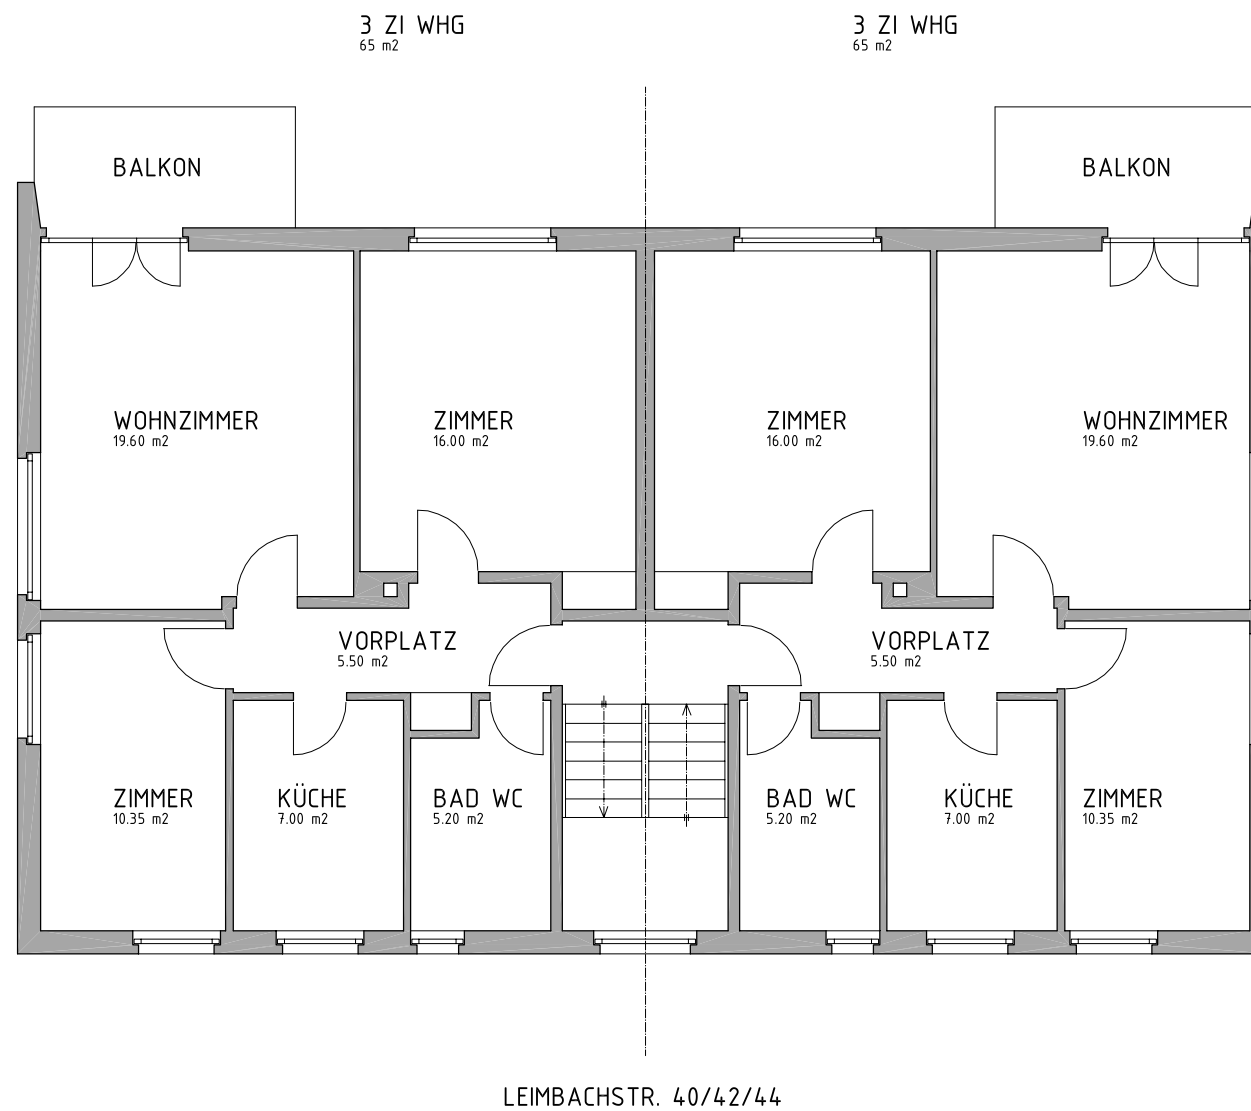 3 ZI WHG
65 m2
3 ZI WHG
65 m2
BALKON
BALKON
WOHNZIMMER
19.60 m2
ZIMMER
16.00 m2
ZIMMER
16.00 m2
WOHNZIMMER
19.60 m2
VORPLATZ
5.50 m2
VORPLATZ
5.50 m2
ZIMMER
10.35 m2
KÜCHE
7.00 m2
BAD WC
5.20 m2
BAD WC
5.20 m2
KÜCHE
7.00 m2
ZIMMER
10.35 m2
LEIMBACHSTR. 40/42/44